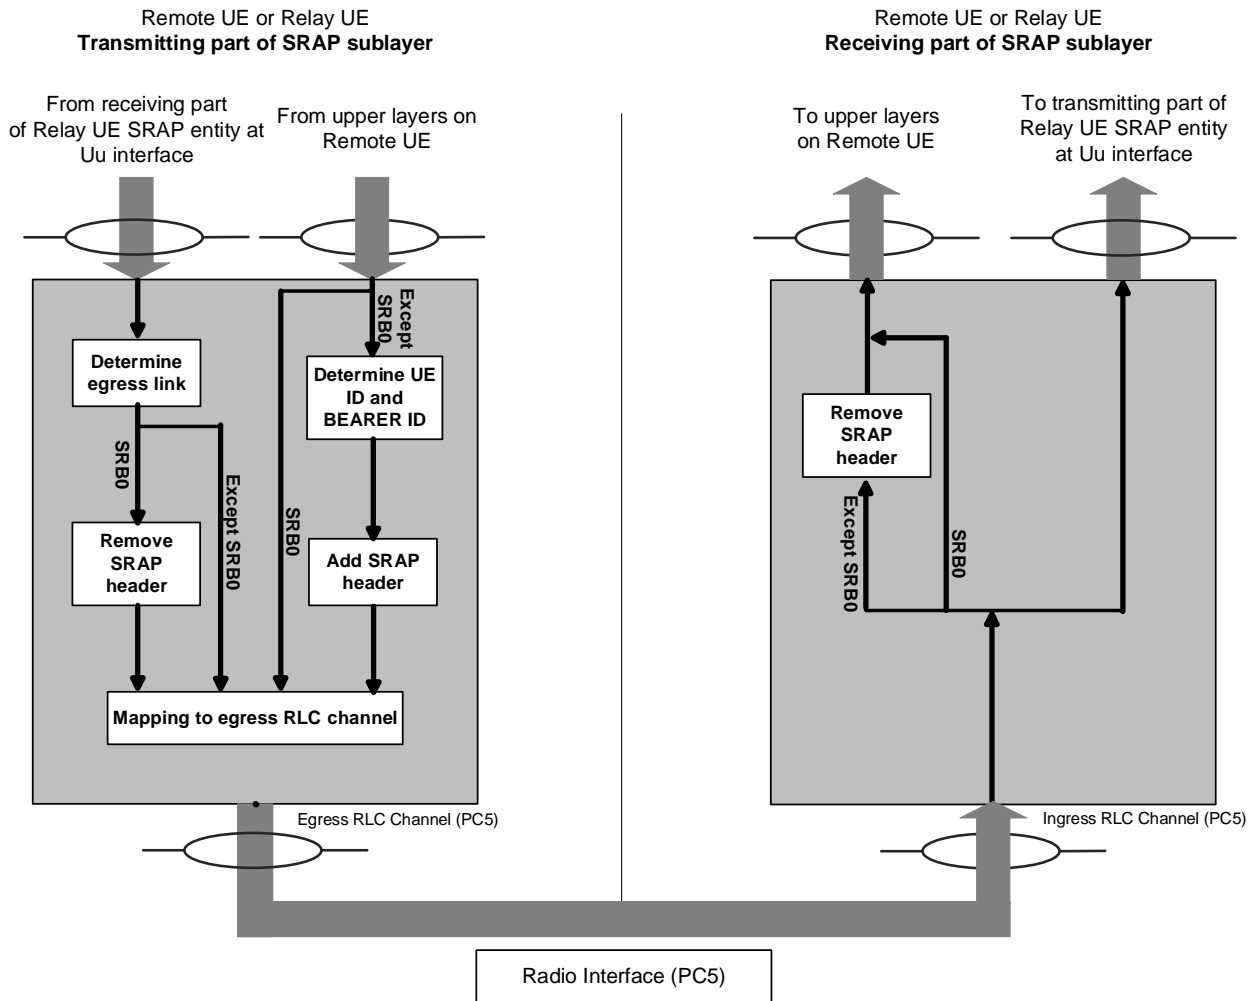 Remote UE or Relay UE
Transmitting part of SRAP sublayer
Remote UE or Relay UE
Receiving part of SRAP sublayer
From receiving part
of Relay UE SRAP entity at
Uu interface
From upper layers on
Remote UE
To upper layers
on Remote UE
To transmitting part of
Relay UE SRAP entity
at Uu interface
Determine
egress link
Except
SRB0
Determine UE
ID and
BEARER ID
SRB0
Except SRB0
SRB0
Remove
SRAP
header
Add SRAP
header
Mapping to egress RLC channel
Remove
SRAP
header
Except SRB0
SRB0
Egress RLC Channel (PC5)
Ingress RLC Channel (PC5)
Radio Interface (PC5)